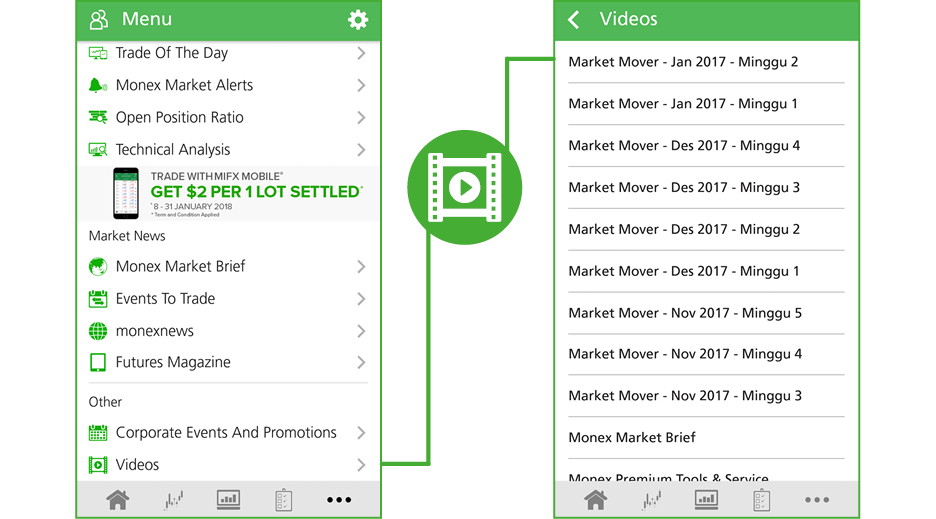 Menu
Trade Of The Day
Monex Market Alerts
Open Position Ratio
Technical Analysis
TRADE WITH MIFX MOBILE®
GET $2 PER 1 LOT SETTLED*
*8 - 31 JANUARY 2018
* Term and Condition Applied
Market News
Monex Market Brief
Events To Trade
monexnews
Futures Magazine
Other
Corporate Events And Promotions
Videos
Videos
Market Mover - Jan 2017 - Minggu 2
Market Mover - Jan 2017 - Minggu 1
Market Mover - Des 2017 - Minggu 4
Market Mover - Des 2017 - Minggu 3
Market Mover - Des 2017 - Minggu 2
Market Mover - Des 2017 - Minggu 1
Market Mover - Nov 2017 - Minggu 5
Market Mover - Nov 2017 - Minggu 4
Market Mover - Nov 2017 - Minggu 3
Monex Market Brief
Monex Premium Tools & Service